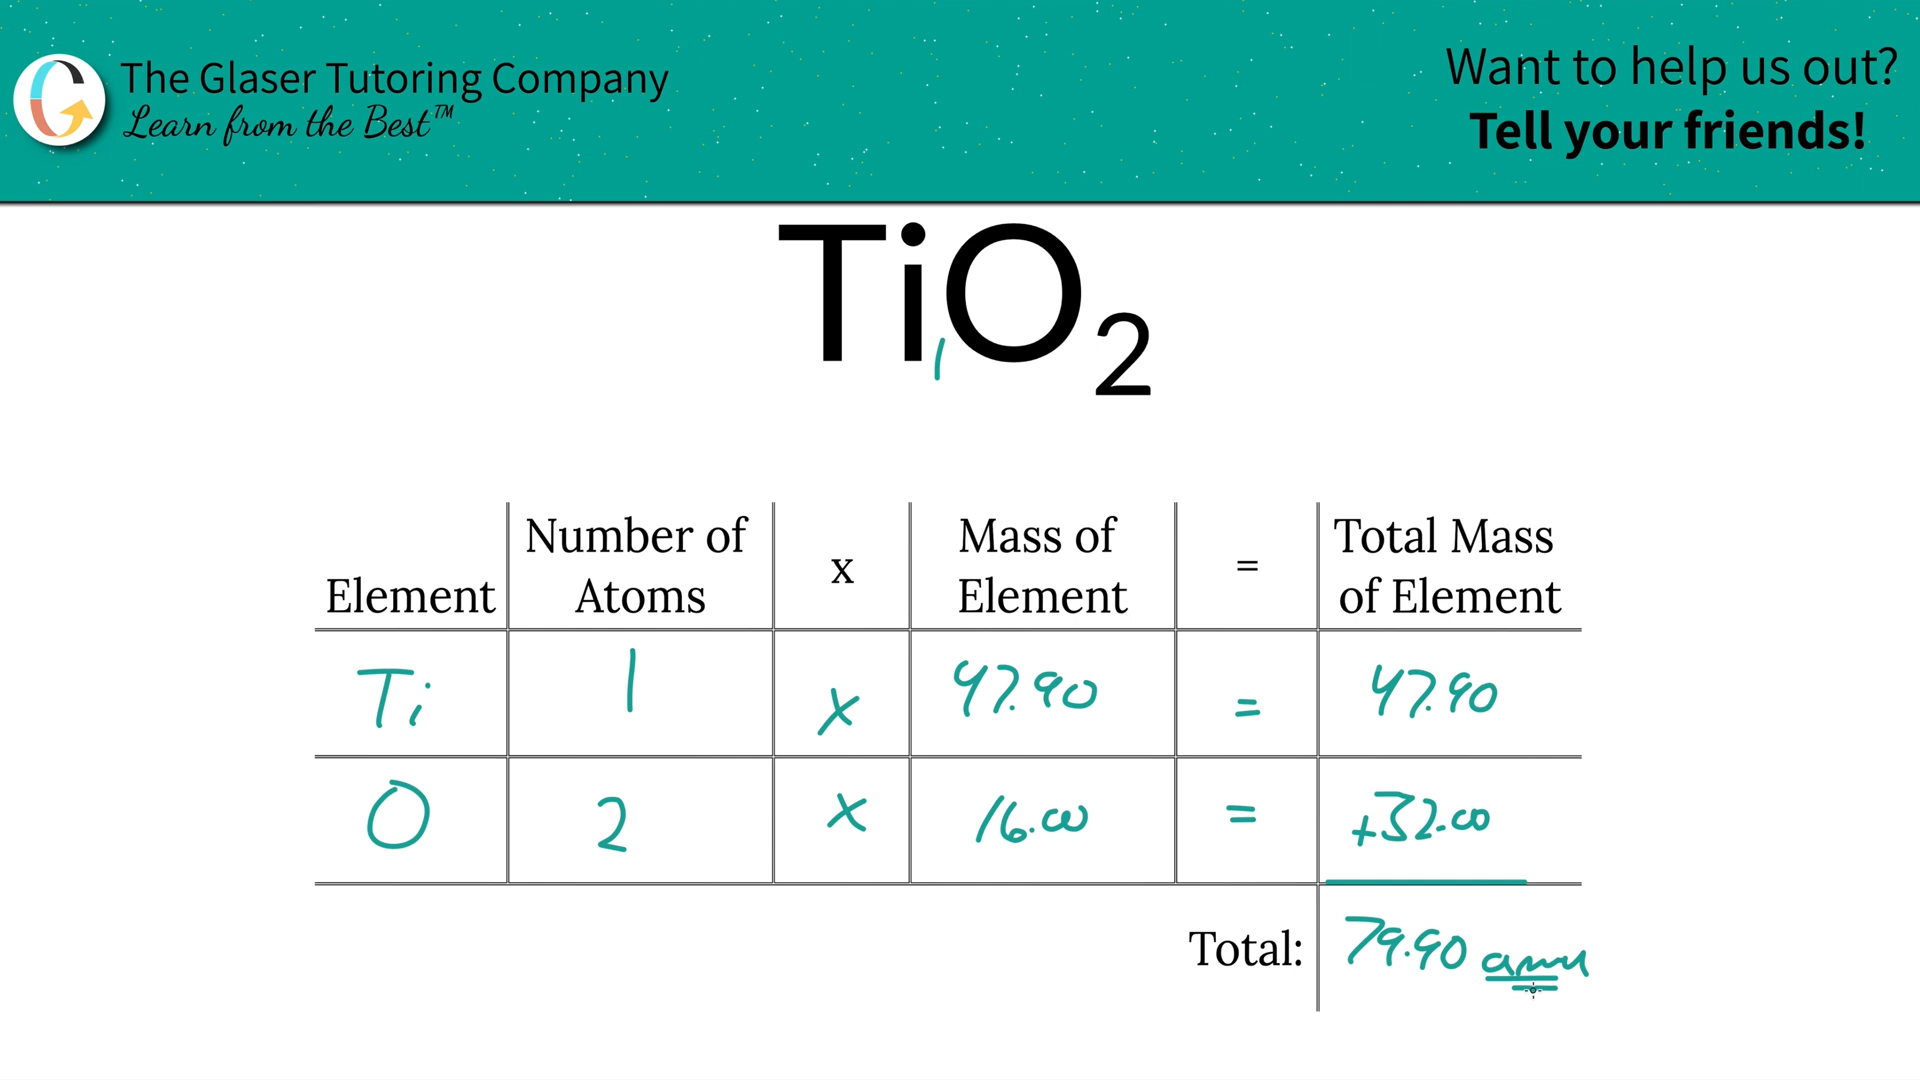 The Glaser Tutoring Company
Learn from the Best™
Want to help us out?
Tell your friends!
TiO₂
1
Element Number of Atoms x Mass of Element = Total Mass of Element
Ti 1 x 47.90 = 47.90
O 2 x 16.00 = +32.00
Total: 79.90 amu